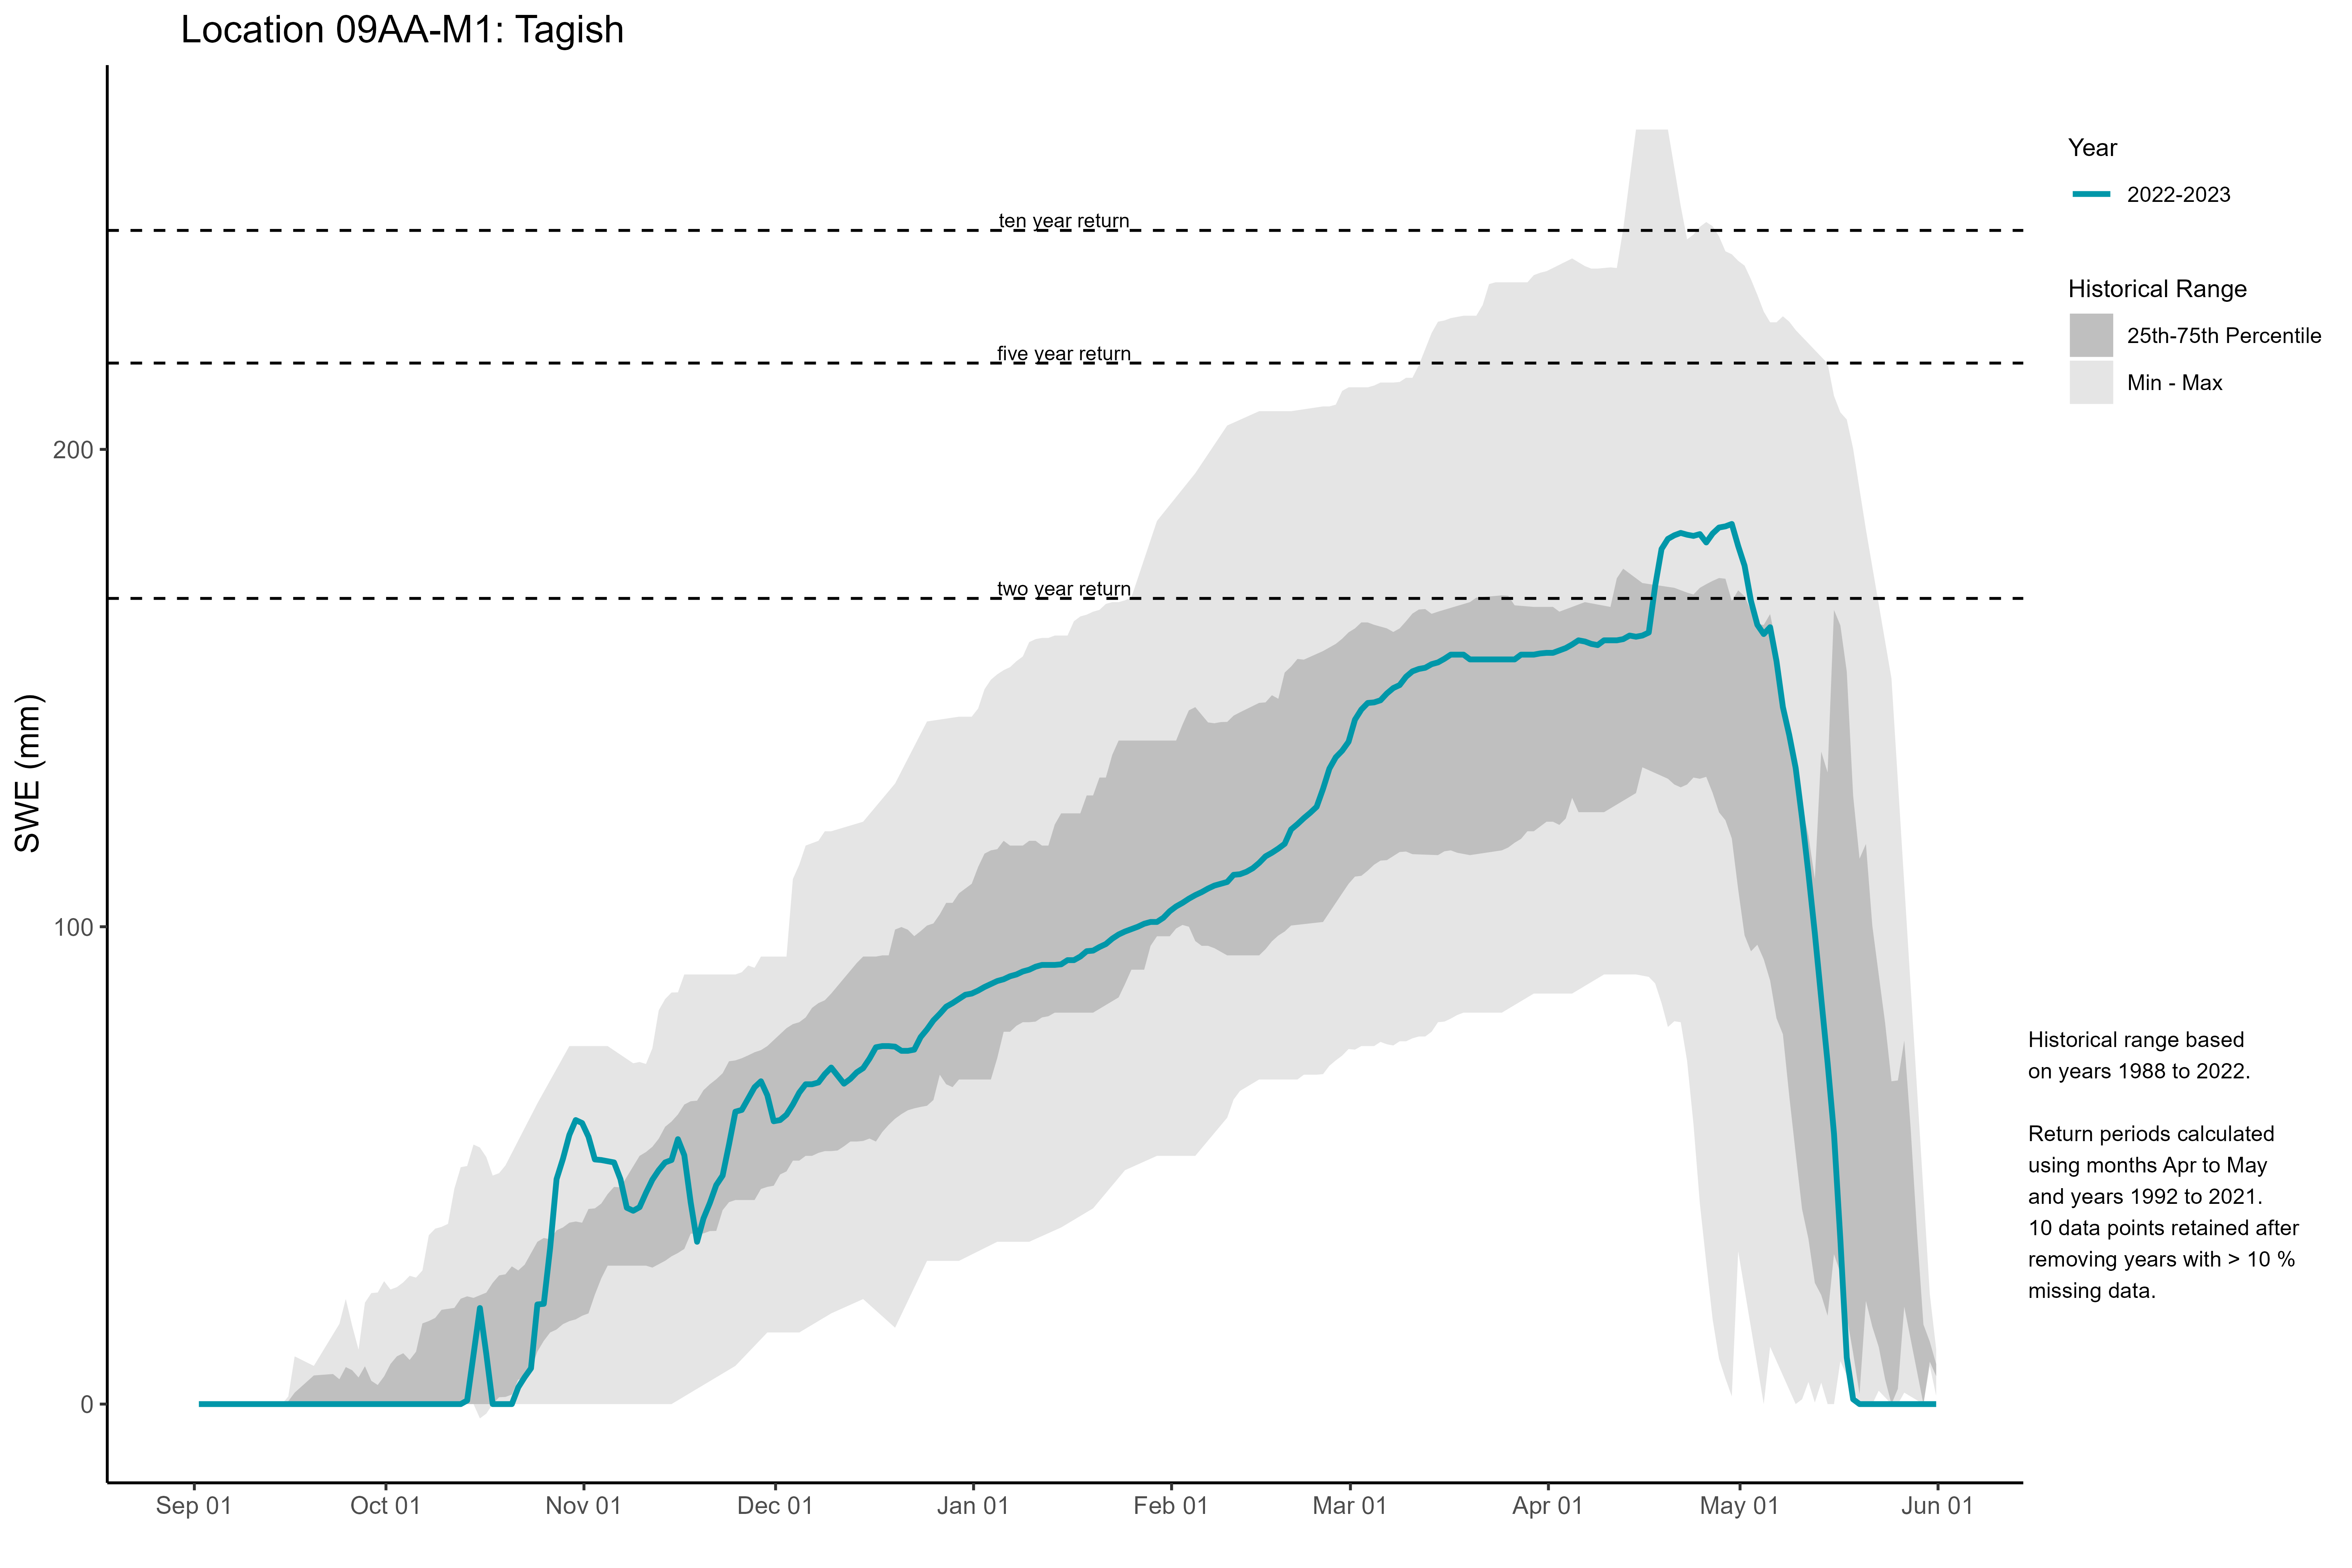 Location 09AA-M1: Tagish
SWE (mm)
200
100
0
ten year return
five year return
two year return
Sep 01
Oct 01
Nov 01
Dec 01
Jan 01
Feb 01
Mar 01
Apr 01
May 01
Jun 01
Year
2022-2023
Historical Range
25th-75th Percentile
Min - Max
Historical range based
on years 1988 to 2022.
Return periods calculated
using months Apr to May
and years 1992 to 2021.
10 data points retained after
removing years with > 10 %
missing data.